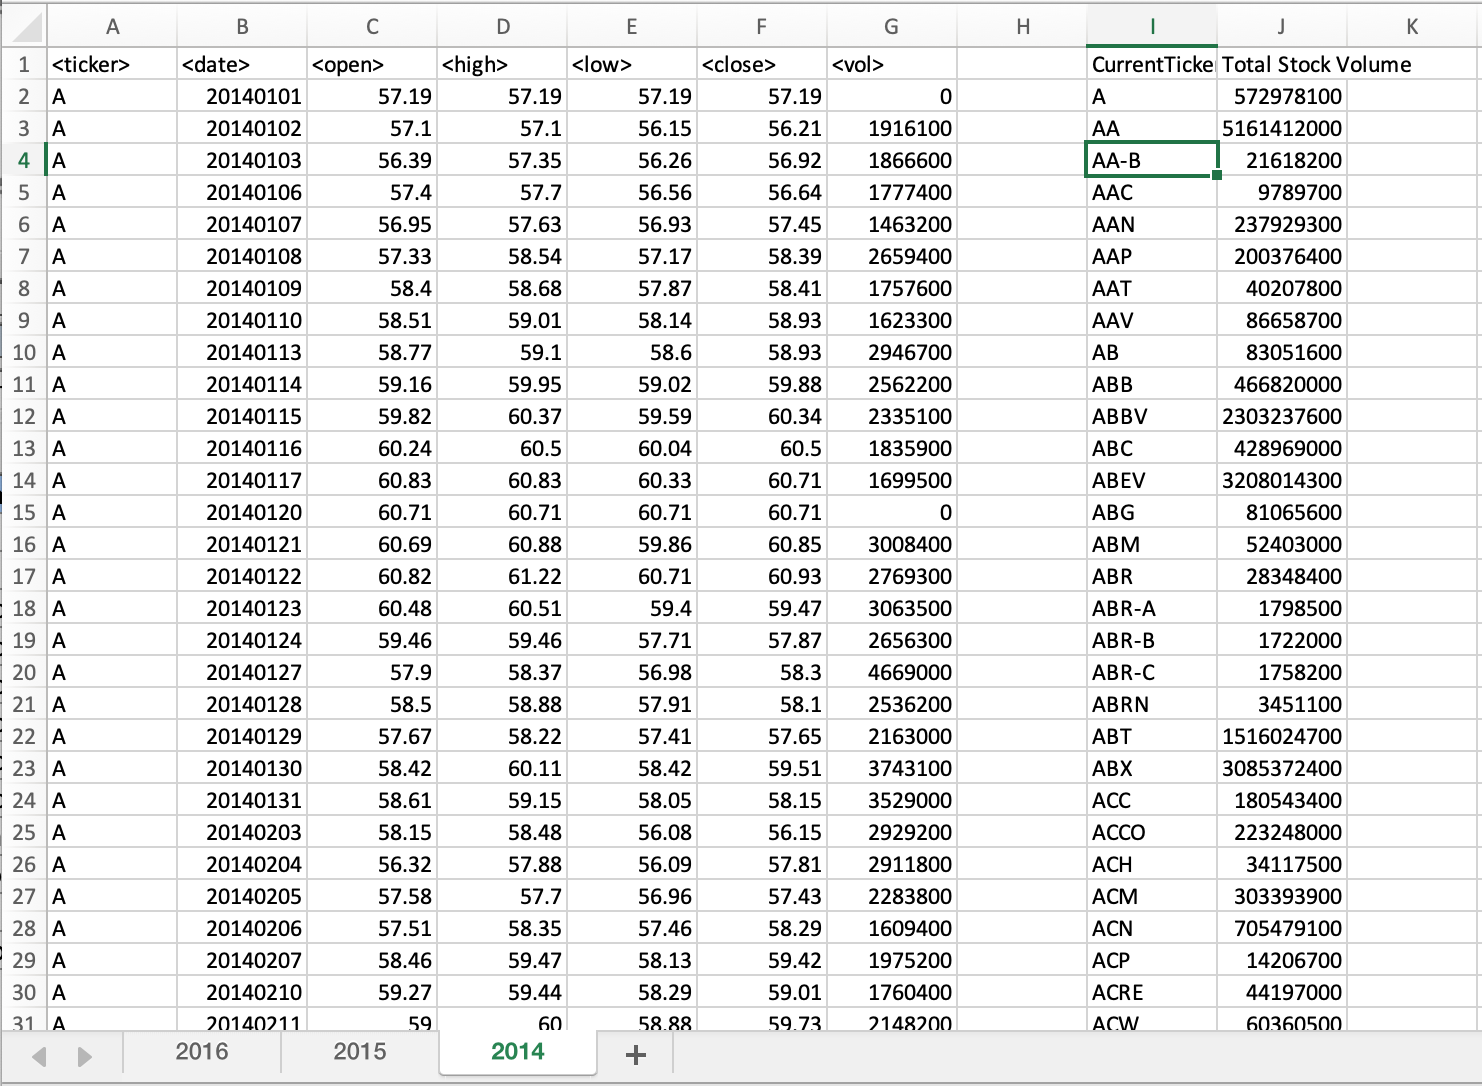 A B C D E F G H I J K
1 <ticker> <date> <open> <high> <low> <close> <vol> CurrentTicker Total Stock Volume
2 A 20140101 57.19 57.19 57.19 57.19 0 A 572978100
3 A 20140102 57.1 57.1 56.15 56.21 1916100 AA 5161412000
4 A 20140103 56.39 57.35 56.26 56.92 1866600 AA-B 21618200
5 A 20140106 57.4 57.7 56.56 56.64 1777400 AAC 9789700
6 A 20140107 56.95 57.63 56.93 57.45 1463200 AAN 237929300
7 A 20140108 57.33 58.54 57.17 58.39 2659400 AAP 200376400
8 A 20140109 58.4 58.68 57.87 58.41 1757600 AAT 40207800
9 A 20140110 58.51 59.01 58.14 58.93 1623300 AAV 86658700
10 A 20140113 58.77 59.1 58.6 58.93 2946700 AB 83051600
11 A 20140114 59.16 59.95 59.02 59.88 2562200 ABB 466820000
12 A 20140115 59.82 60.37 59.59 60.34 2335100 ABBV 2303237600
13 A 20140116 60.24 60.5 60.04 60.5 1835900 ABC 428969000
14 A 20140117 60.83 60.83 60.33 60.71 1699500 ABEV 3208014300
15 A 20140120 60.71 60.71 60.71 60.71 0 ABG 81065600
16 A 20140121 60.69 60.88 59.86 60.85 3008400 ABM 52403000
17 A 20140122 60.82 61.22 60.71 60.93 2769300 ABR 28348400
18 A 20140123 60.48 60.51 59.4 59.47 3063500 ABR-A 1798500
19 A 20140124 59.46 59.46 57.71 57.87 2656300 ABR-B 1722000
20 A 20140127 57.9 58.37 56.98 58.3 4669000 ABR-C 1758200
21 A 20140128 58.5 58.88 57.91 58.1 2536200 ABRN 3451100
22 A 20140129 57.67 58.22 57.41 57.65 2163000 ABT 1516024700
23 A 20140130 58.42 60.11 58.42 59.51 3743100 ABX 3085372400
24 A 20140131 58.61 59.15 58.05 58.15 3529000 ACC 180543400
25 A 20140203 58.15 58.48 56.08 56.15 2929200 ACCO 223248000
26 A 20140204 56.32 57.88 56.09 57.81 2911800 ACH 34117500
27 A 20140205 57.58 57.7 56.96 57.43 2283800 ACM 303393900
28 A 20140206 57.51 58.35 57.46 58.29 1609400 ACN 705479100
29 A 20140207 58.46 59.47 58.13 59.42 1975200 ACP 14206700
30 A 20140210 59.27 59.44 58.29 59.01 1760400 ACRE 44197000
31 A 20140211 59 60 58.88 59.73 2148200 ACW 60360500
2016 2015 2014 +